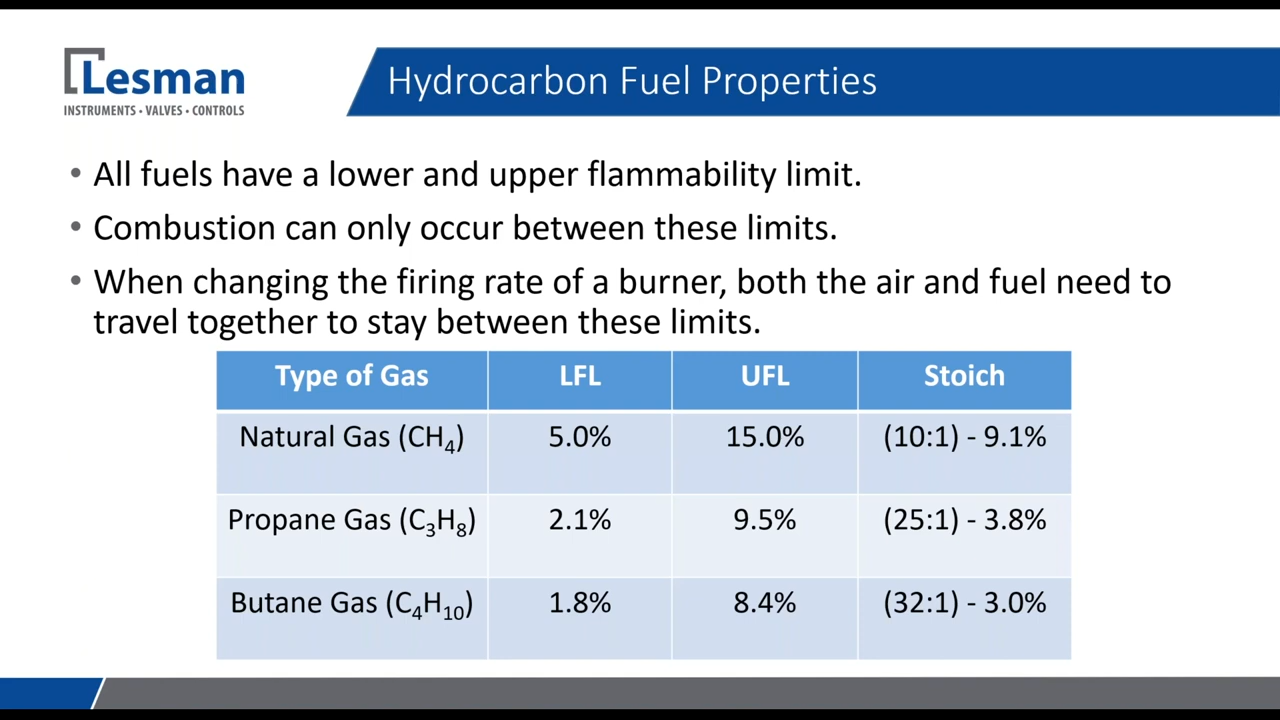 Lesman
INSTRUMENTS • VALVES • CONTROLS
Hydrocarbon Fuel Properties
• All fuels have a lower and upper flammability limit.
• Combustion can only occur between these limits.
• When changing the firing rate of a burner, both the air and fuel need to
travel together to stay between these limits.
Type of Gas LFL UFL Stoich
Natural Gas (CH₄) 5.0% 15.0% (10:1) - 9.1%
Propane Gas (C₃H₈) 2.1% 9.5% (25:1) - 3.8%
Butane Gas (C₄H₁₀) 1.8% 8.4% (32:1) - 3.0%